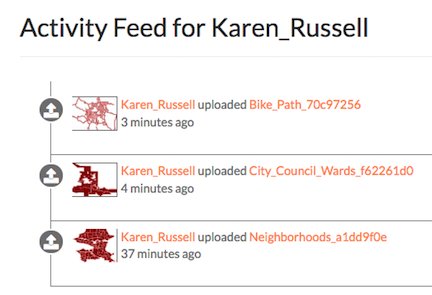 Activity Feed for Karen_Russell
Karen_Russell uploaded Bike_Path_70c97256
3 minutes ago
Karen_Russell uploaded City_Council_Wards_f62261d0
4 minutes ago
Karen_Russell uploaded Neighborhoods_a1dd9f0e
37 minutes ago